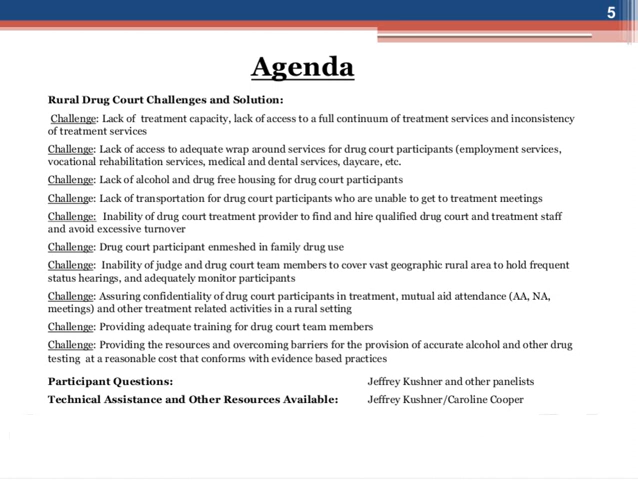 5
Agenda
Rural Drug Court Challenges and Solution:
Challenge: Lack of treatment capacity, lack of access to a full continuum of treatment services and inconsistency
of treatment services
Challenge: Lack of access to adequate wrap around services for drug court participants (employment services,
vocational rehabilitation services, medical and dental services, daycare, etc.
Challenge: Lack of alcohol and drug free housing for drug court participants
Challenge: Lack of transportation for drug court participants who are unable to get to treatment meetings
Challenge: Inability of drug court treatment provider to find and hire qualified drug court and treatment staff
and avoid excessive turnover
Challenge: Drug court participant enmeshed in family drug use
Challenge: Inability of judge and drug court team members to cover vast geographic rural area to hold frequent
status hearings, and adequately monitor participants
Challenge: Assuring confidentiality of drug court participants in treatment, mutual aid attendance (AA, NA,
meetings) and other treatment related activities in a rural setting
Challenge: Providing adequate training for drug court team members
Challenge: Providing the resources and overcoming barriers for the provision of accurate alcohol and other drug
testing at a reasonable cost that conforms with evidence based practices
Participant Questions: Jeffrey Kushner and other panelists
Technical Assistance and Other Resources Available: Jeffrey Kushner/Caroline Cooper